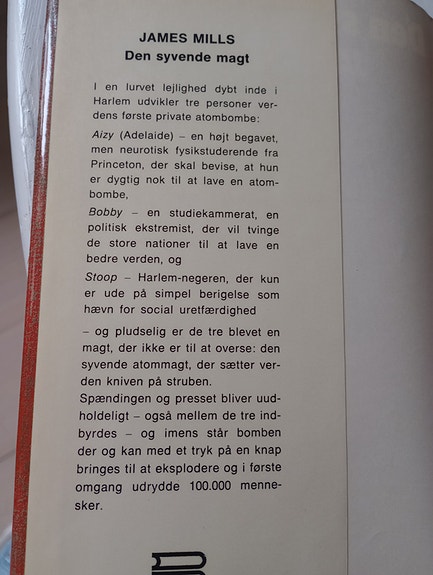 JAMES MILLS
Den syvende magt
I en lurvet lejlighed dybt inde i
Harlem udvikler tre personer ver-
dens første private atombombe:
Aizy (Adelaide) – en højt begavet,
men neurotisk fysikstuderende fra
Princeton, der skal bevise, at hun
er dygtig nok til at lave en atom-
bombe,
Bobby – en studiekammerat, en
politisk ekstremist, der vil tvinge
de store nationer til at lave en
bedre verden, og
Stoop – Harlem-negeren, der kun
er ude på simpel berigelse som
hævn for social uretfærdighed
– og pludselig er de tre blevet en
magt, der ikke er til at overse: den
syvende atommagt, der sætter ver-
den kniven på struben.
Spændingen og presset bliver uud-
holdeligt – også mellem de tre ind-
byrdes – og imens står bomben
der og kan med et tryk på en knap
bringes til at eksplodere og i første
omgang udrydde 100.000 menne-
sker.